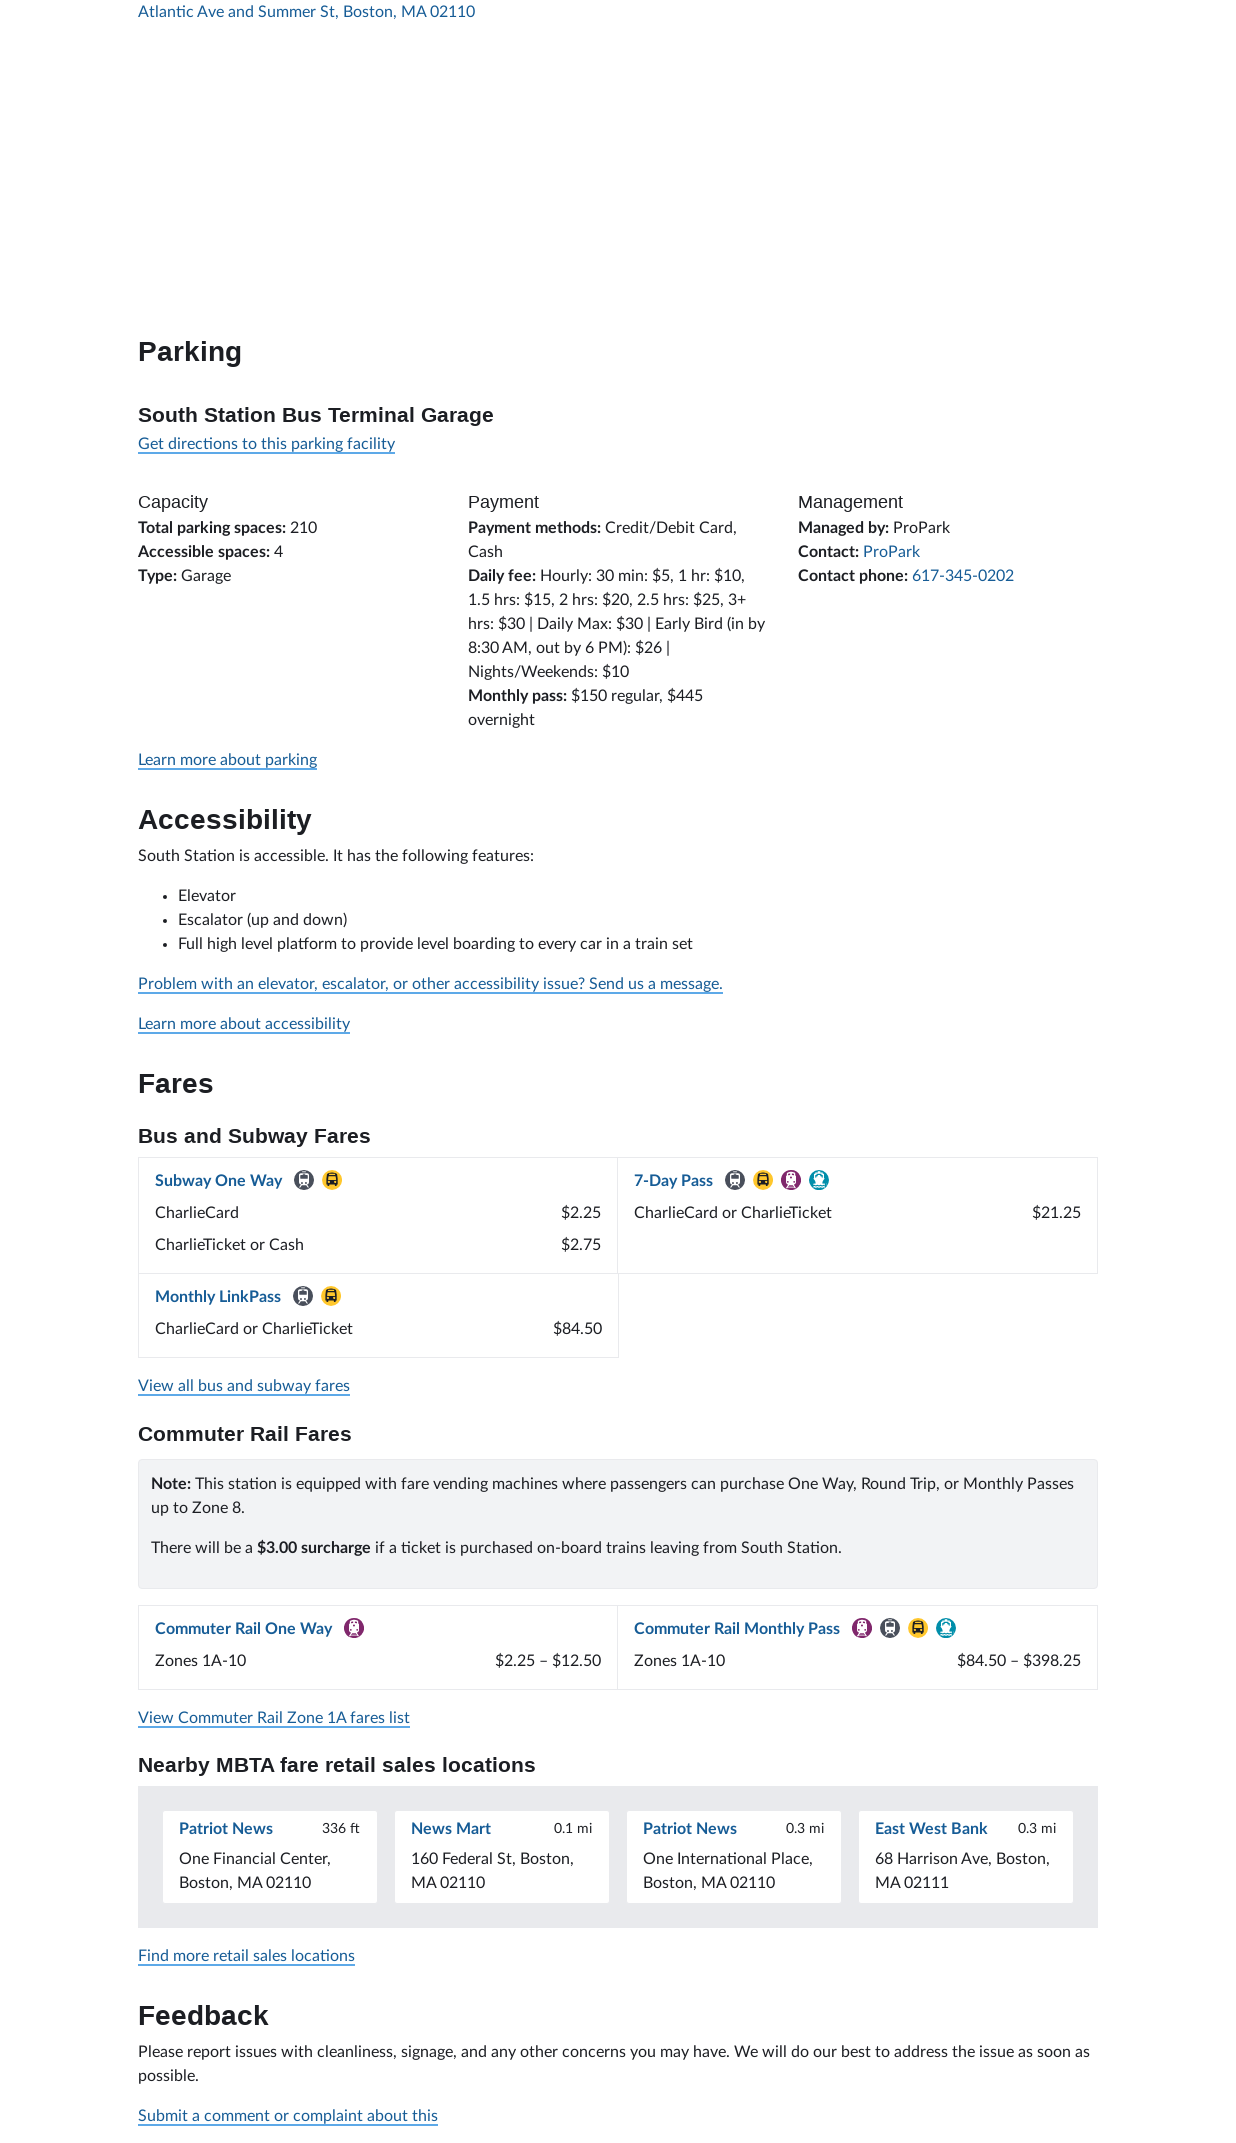 Atlantic Ave and Summer St, Boston, MA 02110
Parking
South Station Bus Terminal Garage
Get directions to this parking facility
Capacity
Total parking spaces: 210
Accessible spaces: 4
Type: Garage
Payment
Payment methods: Credit/Debit Card,
Cash
Daily fee: Hourly: 30 min: $5, 1 hr: $10,
1.5 hrs: $15, 2 hrs: $20, 2.5 hrs: $25, 3+
hrs: $30 | Daily Max: $30 | Early Bird (in by
8:30 AM, out by 6 PM): $26 |
Nights/Weekends: $10
Monthly pass: $150 regular, $445
overnight
Management
Managed by: ProPark
Contact: ProPark
Contact phone: 617-345-0202
Learn more about parking
Accessibility
South Station is accessible. It has the following features:
• Elevator
• Escalator (up and down)
• Full high level platform to provide level boarding to every car in a train set
Problem with an elevator, escalator, or other accessibility issue? Send us a message.
Learn more about accessibility
Fares
Bus and Subway Fares
Subway One Way
CharlieCard $2.25
CharlieTicket or Cash $2.75
7-Day Pass
CharlieCard or CharlieTicket $21.25
Monthly LinkPass
CharlieCard or CharlieTicket $84.50
View all bus and subway fares
Commuter Rail Fares
Note: This station is equipped with fare vending machines where passengers can purchase One Way, Round Trip, or Monthly Passes
up to Zone 8.
There will be a $3.00 surcharge if a ticket is purchased on-board trains leaving from South Station.
Commuter Rail One Way
Zones 1A-10 $2.25 – $12.50
Commuter Rail Monthly Pass
Zones 1A-10 $84.50 – $398.25
View Commuter Rail Zone 1A fares list
Nearby MBTA fare retail sales locations
Patriot News 336 ft
One Financial Center,
Boston, MA 02110
News Mart 0.1 mi
160 Federal St, Boston,
MA 02110
Patriot News 0.3 mi
One International Place,
Boston, MA 02110
East West Bank 0.3 mi
68 Harrison Ave, Boston,
MA 02111
Find more retail sales locations
Feedback
Please report issues with cleanliness, signage, and any other concerns you may have. We will do our best to address the issue as soon as
possible.
Submit a comment or complaint about this